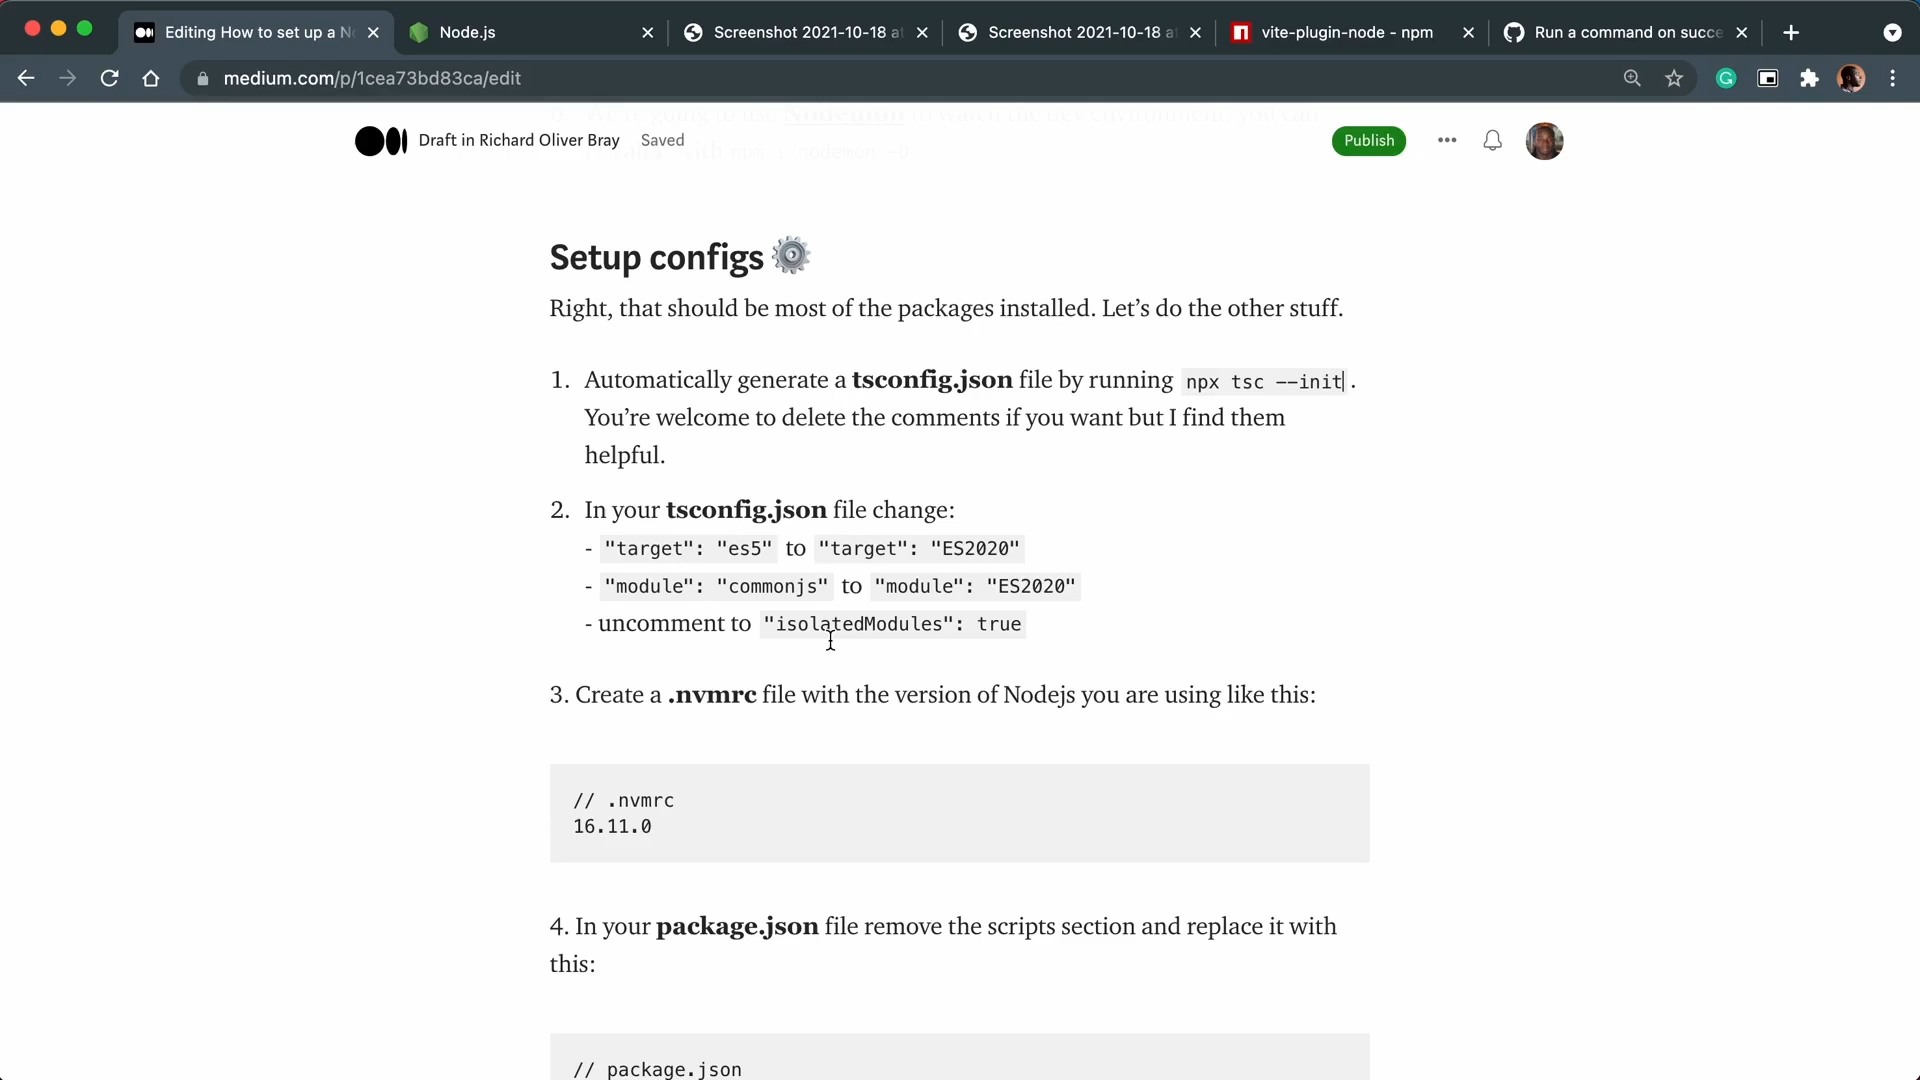 Editing How to set up a No
Node.js
Screenshot 2021-10-18 at
Screenshot 2021-10-18 at
vite-plugin-node - npm
Run a command on succe
medium.com/p/1cea73bd83ca/edit
Draft in Richard Oliver Bray Saved
Publish
Setup configs
Right, that should be most of the packages installed. Let’s do the other stuff.
1. Automatically generate a tsconfig.json file by running npx tsc --init.
You’re welcome to delete the comments if you want but I find them
helpful.
2. In your tsconfig.json file change:
- "target": "es5" to "target": "ES2020"
- "module": "commonjs" to "module": "ES2020"
- uncomment to "isolatedModules": true
3. Create a .nvmrc file with the version of Nodejs you are using like this:
// .nvmrc
16.11.0
4. In your package.json file remove the scripts section and replace it with
this:
// package.json